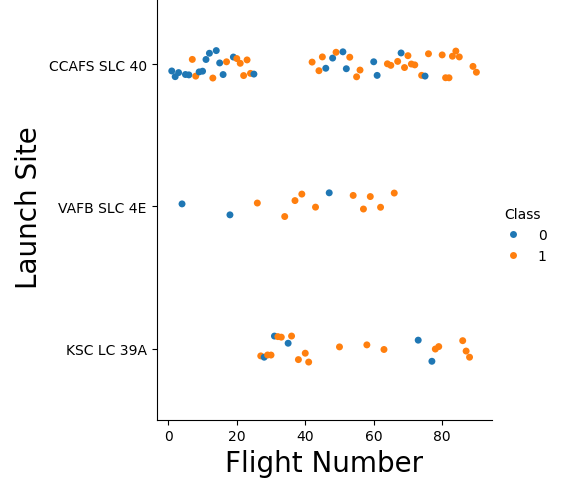 CCAFS SLC 40
VAFB SLC 4E
KSC LC 39A
Launch Site
0 20 40 60 80
Flight Number
Class
0
1